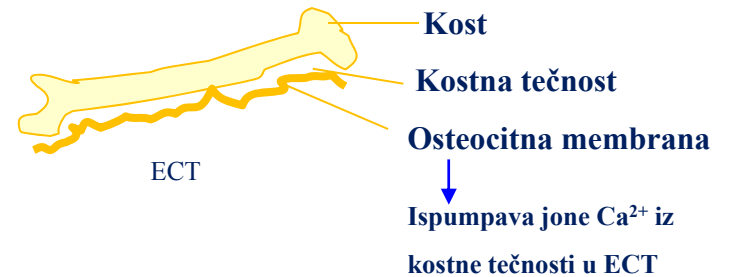 Kost
Kostna tečnost
Osteocitna membrana
ECT
Ispumpava jone Ca²⁺ iz
kostne tečnosti u ECT